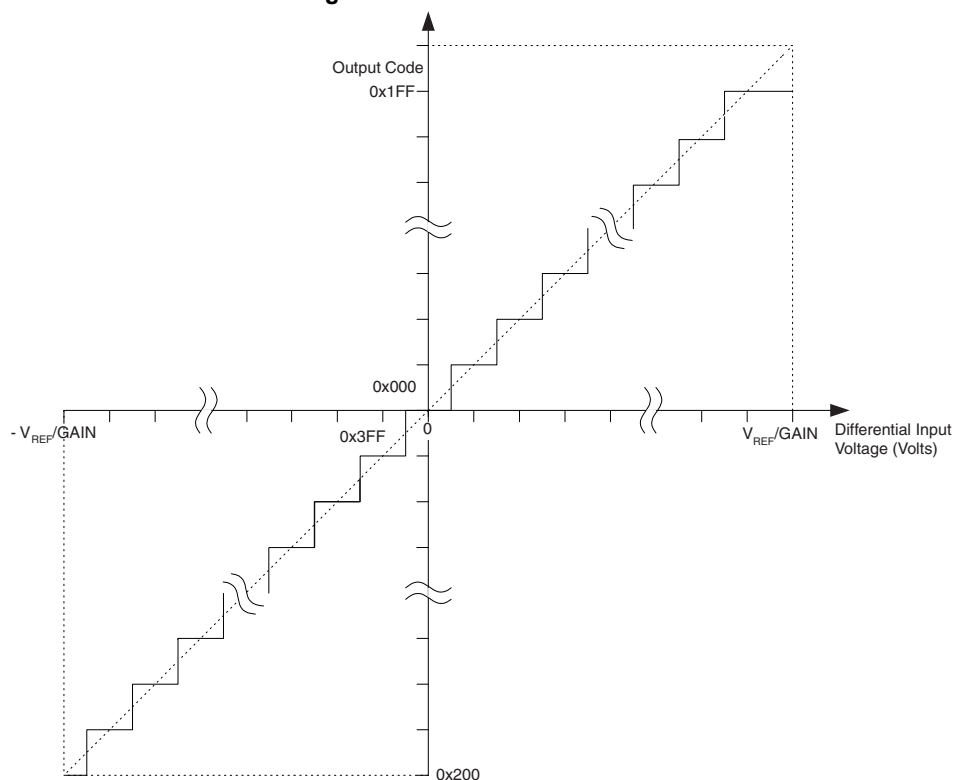 Output Code
0x1FF
0x000
- VREF/GAIN
0x3FF
0
VREF/GAIN
Differential Input
Voltage (Volts)
0x200